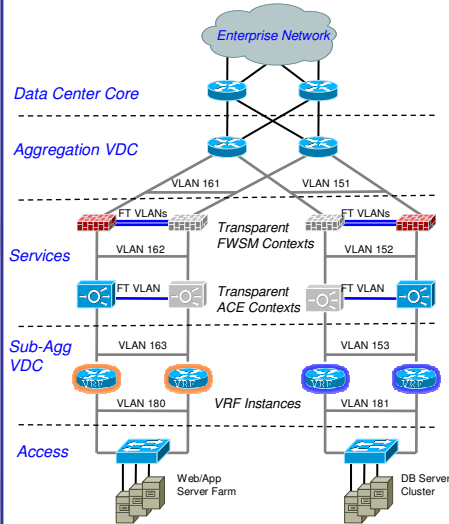 Enterprise Network
Data Center Core
Aggregation VDC
VLAN 161
VLAN 151
FT VLANs
Transparent
FWSM Contexts
FT VLANs
Services
VLAN 162
VLAN 152
FT VLAN
Transparent
ACE Contexts
FT VLAN
Sub-Agg
VDC
VLAN 163
VLAN 153
VRF
VRF
VRF
VRF
VLAN 180
VRF Instances
VLAN 181
Access
Web/App
Server Farm
DB Server
Cluster